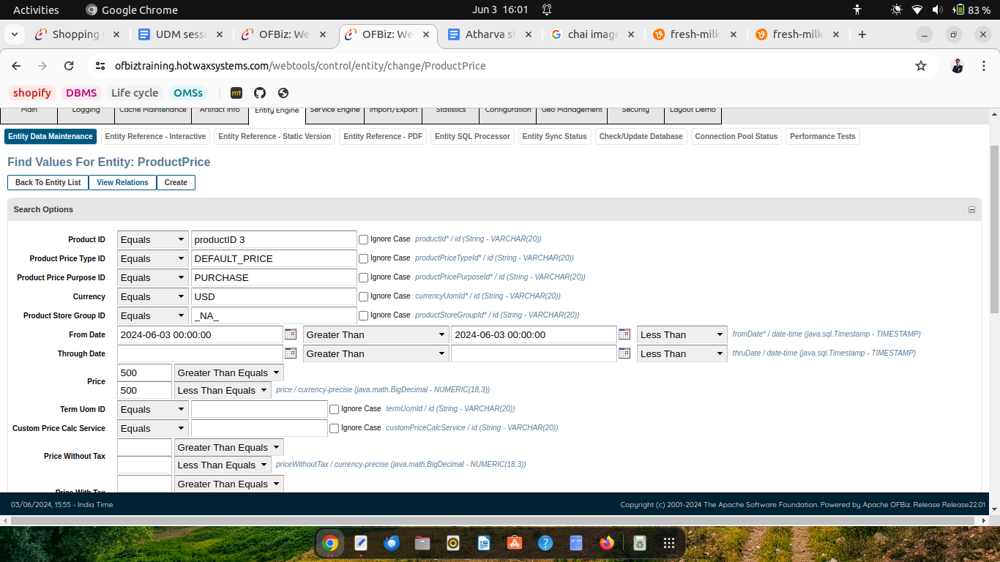 Activities Google Chrome Jun 3 16:01 83 %
Shopping UDM sessi OFBiz: We OFBiz: We Atharva sh chai image fresh-milk fresh-milk
ofbiztraining.hotwaxsystems.com/webtools/control/entity/change/ProductPrice
shopify DBMS Life cycle OMSs mt
Main Logging Cache Maintenance Artifact Info Entity Engine Service Engine Import/Export Statistics Configuration Geo Management Security Layout Demo
Entity Data Maintenance Entity Reference - Interactive Entity Reference - Static Version Entity Reference - PDF Entity SQL Processor Entity Sync Status Check/Update Database Connection Pool Status Performance Tests
Find Values For Entity: ProductPrice
Back To Entity List View Relations Create
Search Options
Product ID Equals productID 3 Ignore Case productId* / id (String - VARCHAR(20))
Product Price Type ID Equals DEFAULT_PRICE Ignore Case productPriceTypeId* / id (String - VARCHAR(20))
Product Price Purpose ID Equals PURCHASE Ignore Case productPricePurposeId* / id (String - VARCHAR(20))
Currency Equals USD Ignore Case currencyUomId* / id (String - VARCHAR(20))
Product Store Group ID Equals _NA_ Ignore Case productStoreGroupId* / id (String - VARCHAR(20))
From Date 2024-06-03 00:00:00 Greater Than 2024-06-03 00:00:00 Less Than fromDate* / date-time (java.sql.Timestamp - TIMESTAMP)
Through Date Greater Than Less Than thruDate / date-time (java.sql.Timestamp - TIMESTAMP)
Price 500 Greater Than Equals
500 Less Than Equals price / currency-precise (java.math.BigDecimal - NUMERIC(18,3))
Term Uom ID Equals Ignore Case termUomId / id (String - VARCHAR(20))
Custom Price Calc Service Equals Ignore Case customPriceCalcService / id (String - VARCHAR(20))
Price Without Tax Greater Than Equals
Less Than Equals priceWithoutTax / currency-precise (java.math.BigDecimal - NUMERIC(18,3))
Price With Tax Greater Than Equals
03/06/2024, 15:55 - India Time Copyright (c) 2001-2024 The Apache Software Foundation. Powered by Apache OFBiz. Release Release22.01